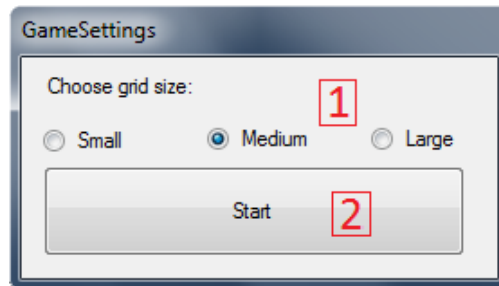 GameSettings
Choose grid size:
1
Small Medium Large
Start 2